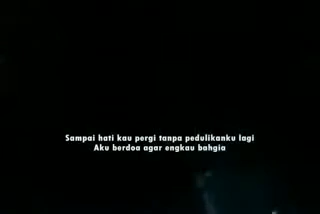 Sampai hati kau pergi tanpa pedulikanku lagi
Aku berdoa agar engkau bahgia